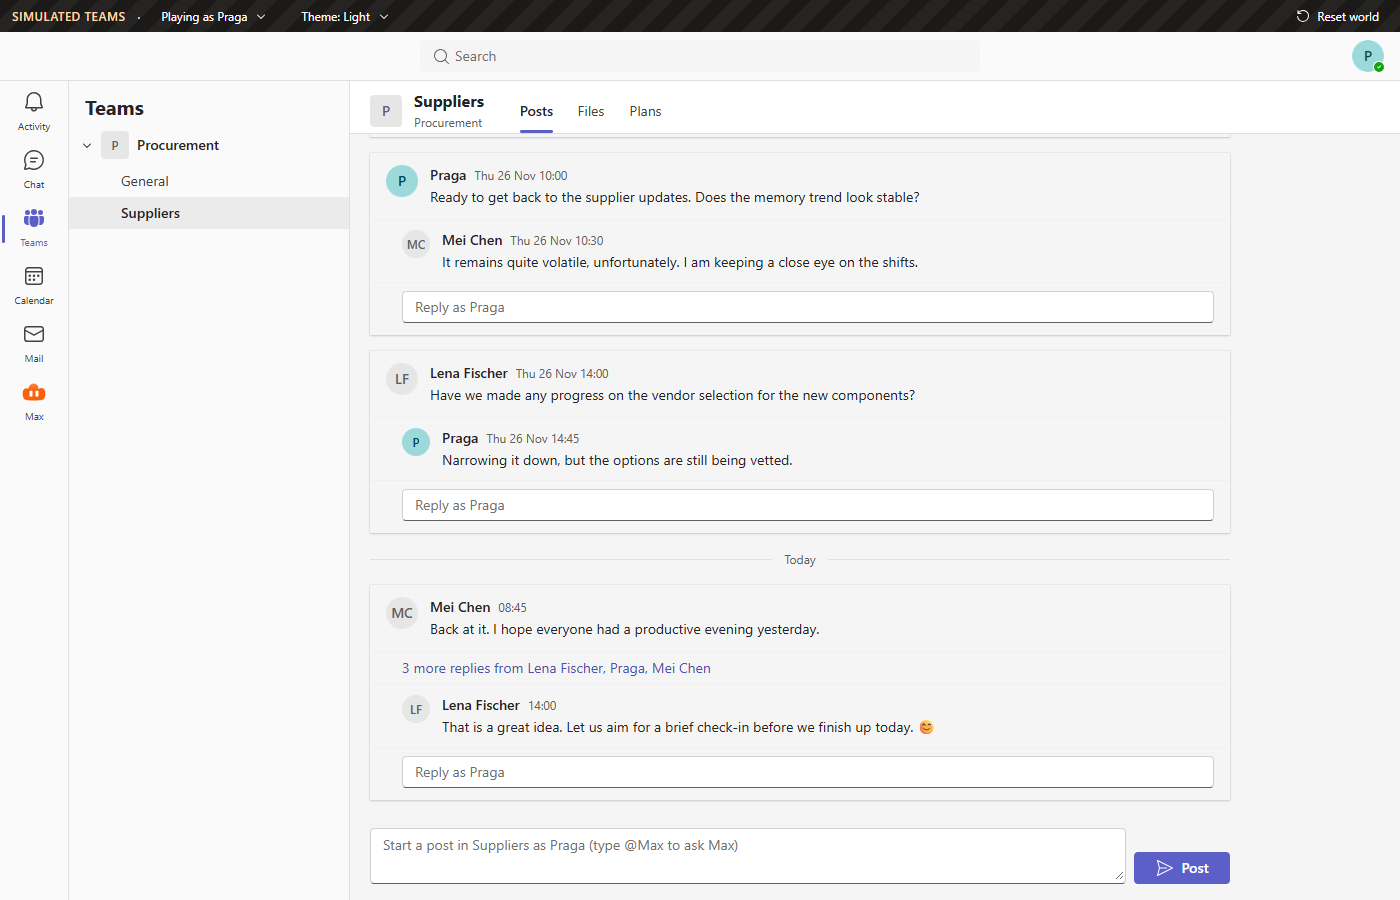 SIMULATED TEAMS · Playing as Praga Theme: Light Reset world
Search
P
Activity
Chat
Teams
Calendar
Mail
Max
Teams
P Procurement
General
Suppliers
P Suppliers
Procurement
Posts Files Plans
P Praga Thu 26 Nov 10:00
Ready to get back to the supplier updates. Does the memory trend look stable?
MC Mei Chen Thu 26 Nov 10:30
It remains quite volatile, unfortunately. I am keeping a close eye on the shifts.
Reply as Praga
LF Lena Fischer Thu 26 Nov 14:00
Have we made any progress on the vendor selection for the new components?
P Praga Thu 26 Nov 14:45
Narrowing it down, but the options are still being vetted.
Reply as Praga
Today
MC Mei Chen 08:45
Back at it. I hope everyone had a productive evening yesterday.
3 more replies from Lena Fischer, Praga, Mei Chen
LF Lena Fischer 14:00
That is a great idea. Let us aim for a brief check-in before we finish up today. 😊
Reply as Praga
Start a post in Suppliers as Praga (type @Max to ask Max)
Post